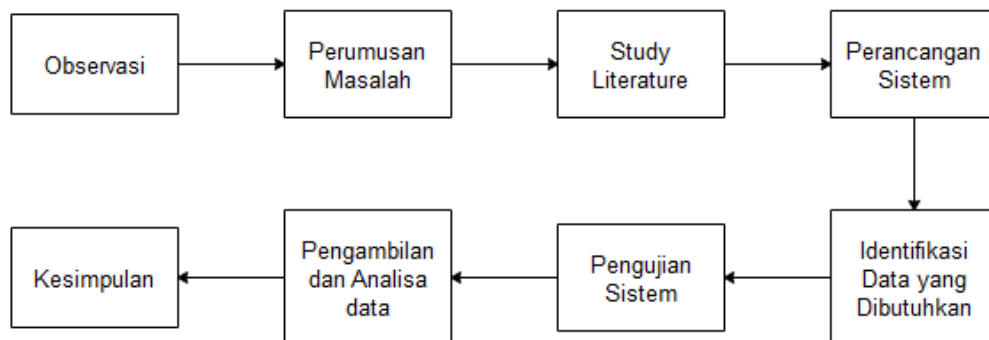 Observasi
Perumusan
Masalah
Study
Literature
Perancangan
Sistem
Identifikasi
Data yang
Dibutuhkan
Pengujian
Sistem
Pengambilan
dan Analisa
data
Kesimpulan